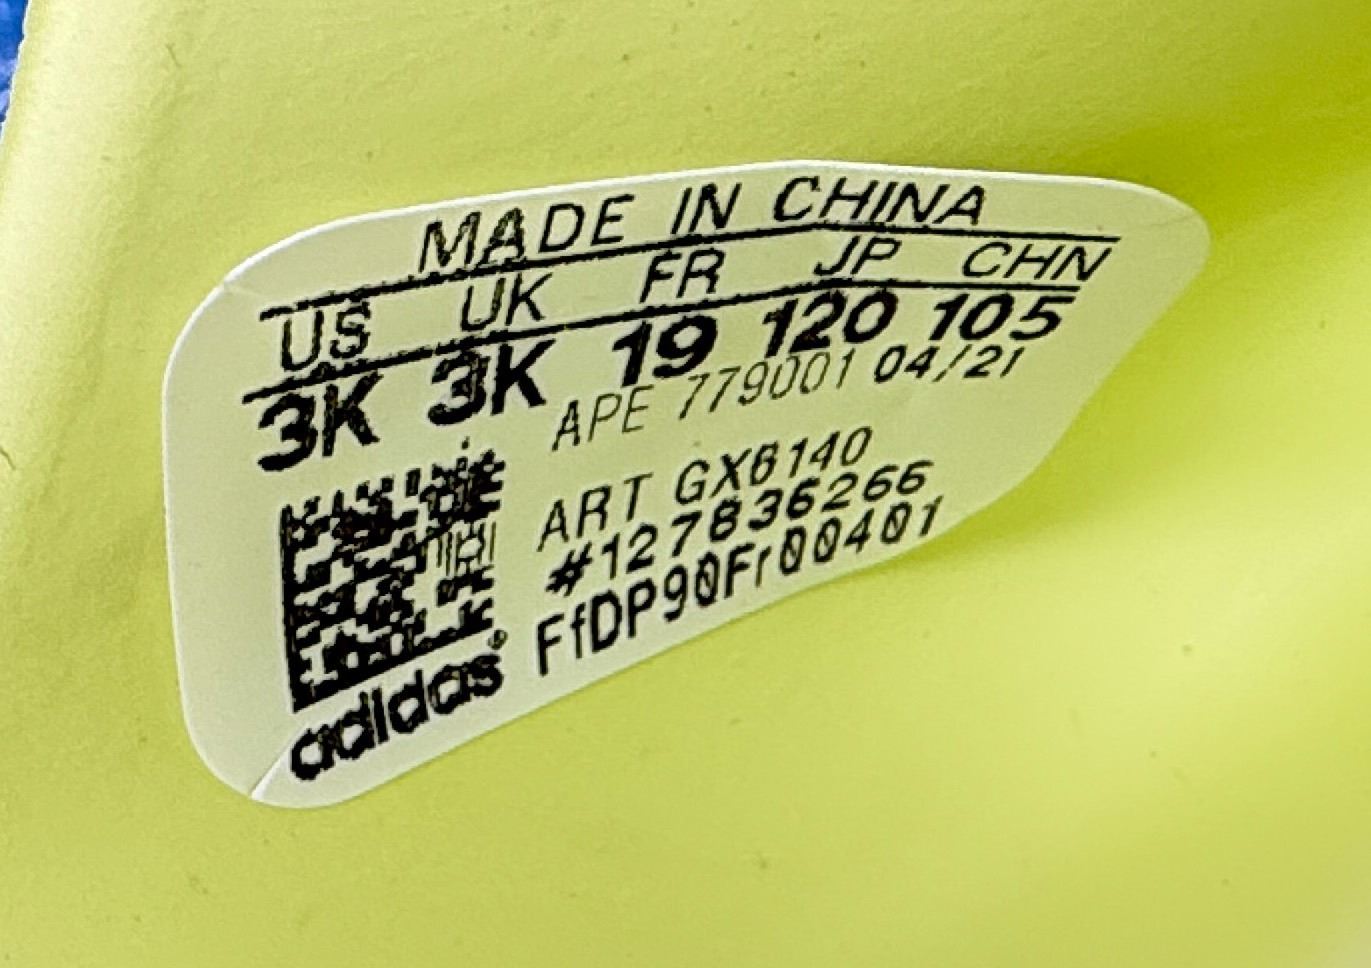 MADE IN CHINA
US UK FR JP CHN
3K 3K 19 120 105
APE 779001 04/21
ART GX6140
#127836266
FfDP90Fr00401
adidas